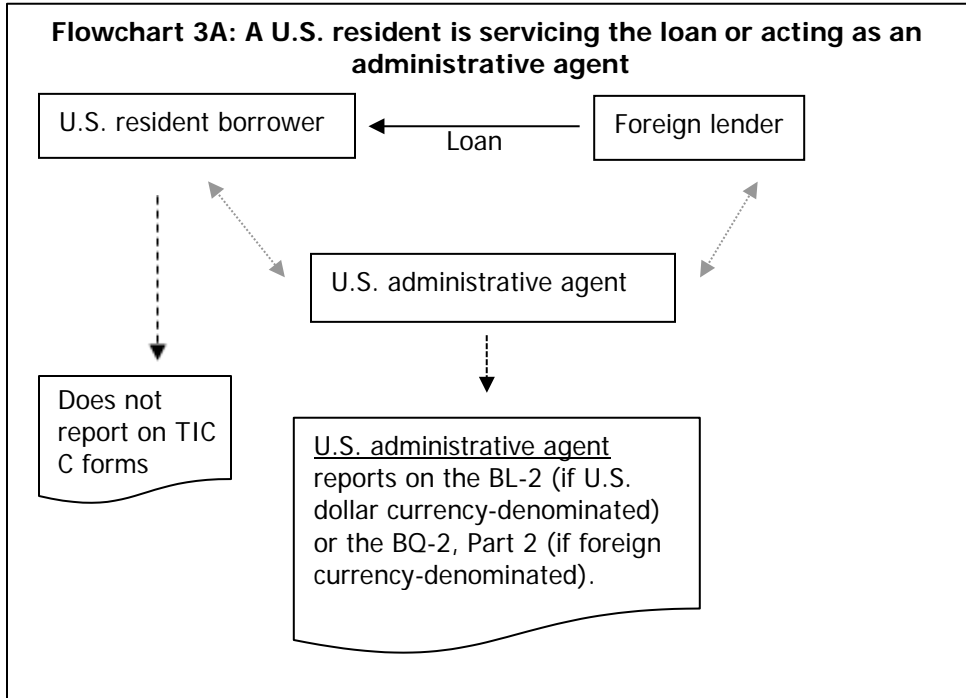 Flowchart 3A: A U.S. resident is servicing the loan or acting as an
administrative agent
U.S. resident borrower
Foreign lender
Loan
U.S. administrative agent
Does not
report on TIC
C forms
U.S. administrative agent
reports on the BL-2 (if U.S.
dollar currency-denominated)
or the BQ-2, Part 2 (if foreign
currency-denominated).